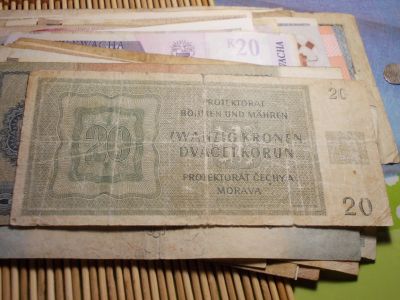 KWACHA
K20
KWACHA
PROTEKTORAT
BÖHMEN UND MÄHREN
ZWANZIG KRONEN
DVACET KORUN
PROTEKTORÁT ČECHY A
MORAVA
20
20
20